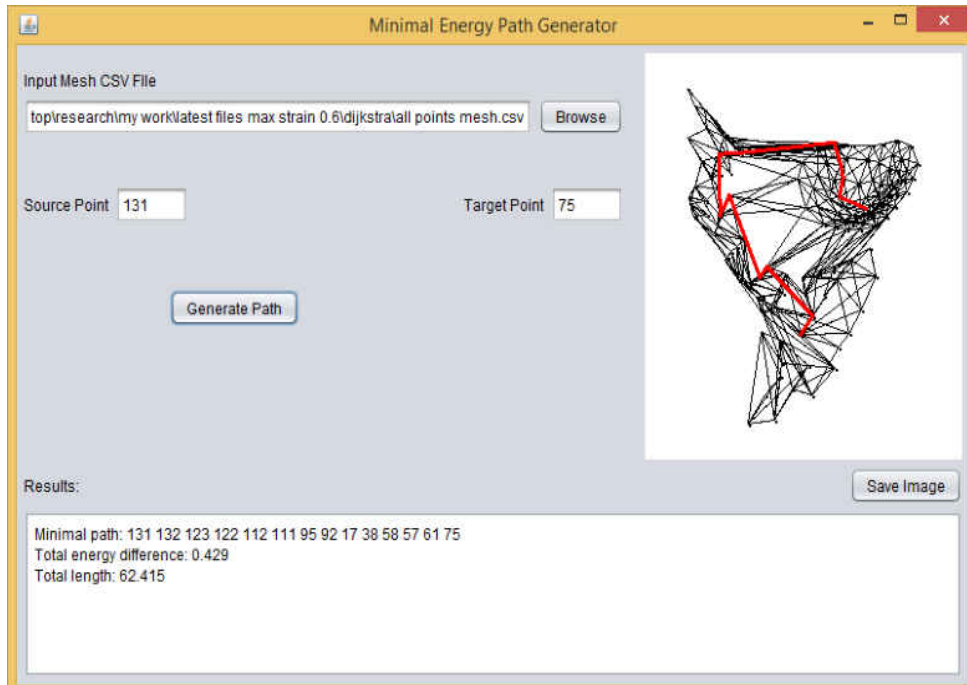 Minimal Energy Path Generator
Input Mesh CSV FIle
top\research\my work\latest files max strain 0.6\dijkstra\all points mesh.csv Browse
Source Point 131 Target Point 75
Generate Path
Results: Save Image
Minimal path: 131 132 123 122 112 111 95 92 17 38 58 57 61 75
Total energy difference: 0.429
Total length: 62.415